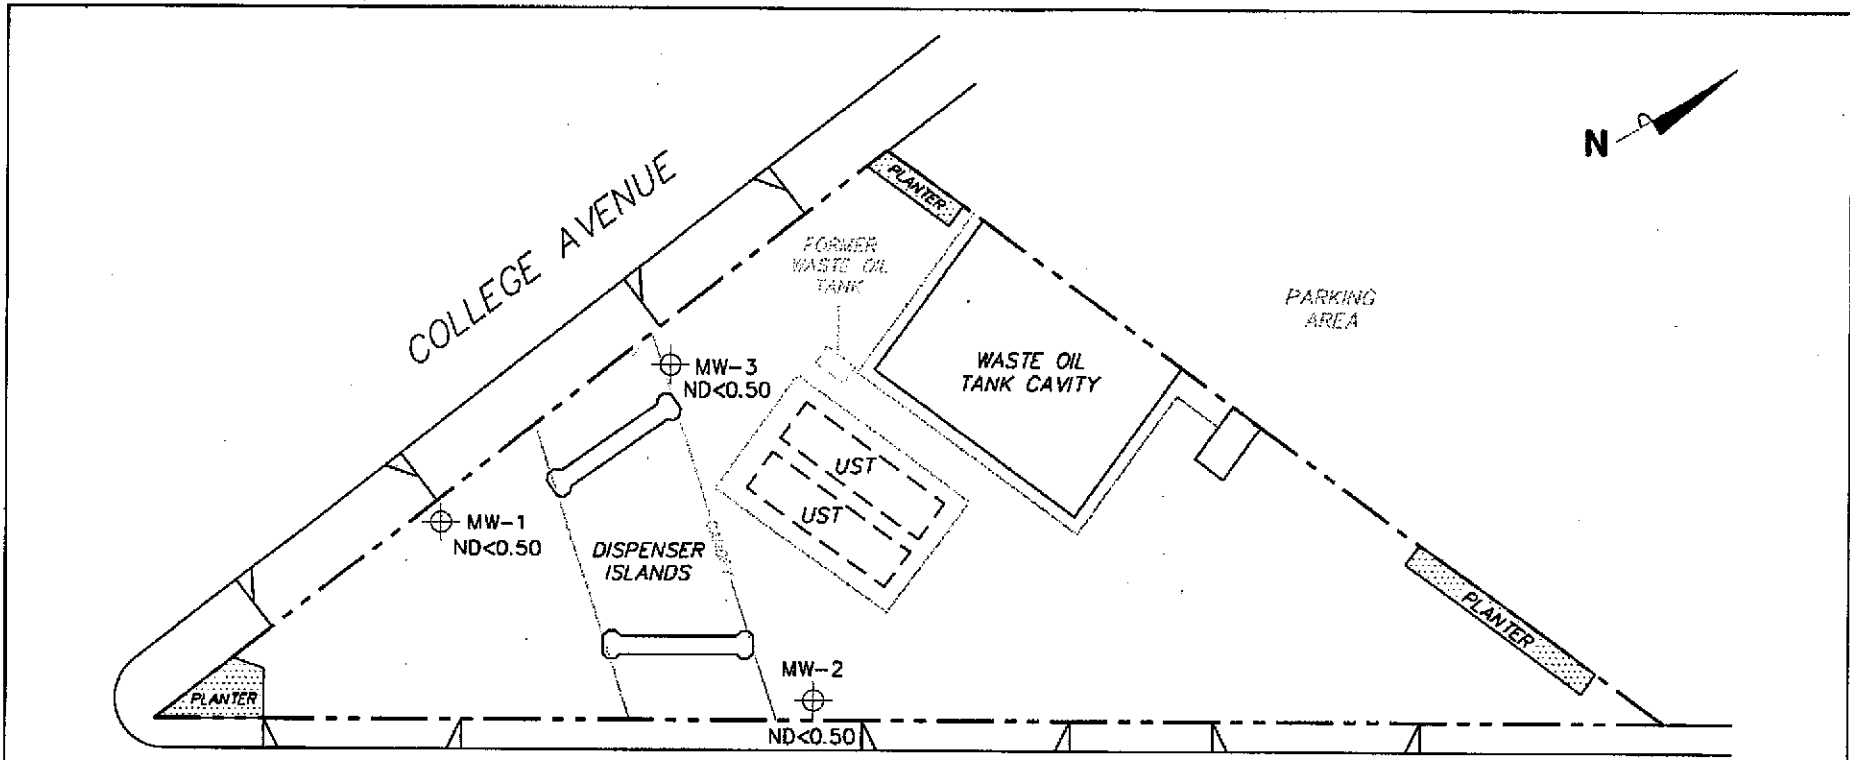 N
COLLEGE AVENUE
PLANTER
FORMER
WASTE OIL
TANK
PARKING
AREA
WASTE OIL
TANK CAVITY
MW-3
ND<0.50
UST
UST
MW-1
ND<0.50
DISPENSER
ISLANDS
PLANTER
MW-2
ND<0.50
PLANTER